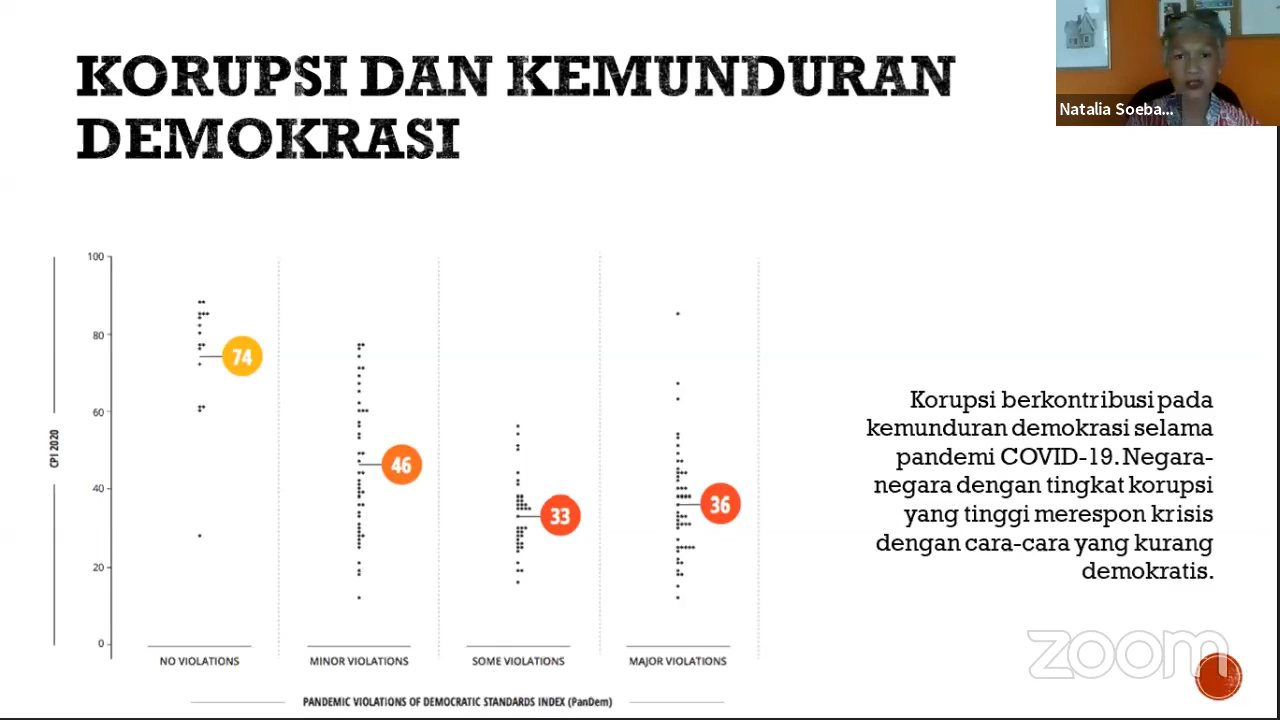 KORUPSI DAN KEMUNDURAN
DEMOKRASI
Natalia Soeba...
100
80
60
40
20
0
CPI 2020
74
46
33
36
NO VIOLATIONS
MINOR VIOLATIONS
SOME VIOLATIONS
MAJOR VIOLATIONS
PANDEMIC VIOLATIONS OF DEMOCRATIC STANDARDS INDEX (PanDem)
Korupsi berkontribusi pada
kemunduran demokrasi selama
pandemi COVID-19. Negara-
negara dengan tingkat korupsi
yang tinggi merespon krisis
dengan cara-cara yang kurang
demokratis.
zoom